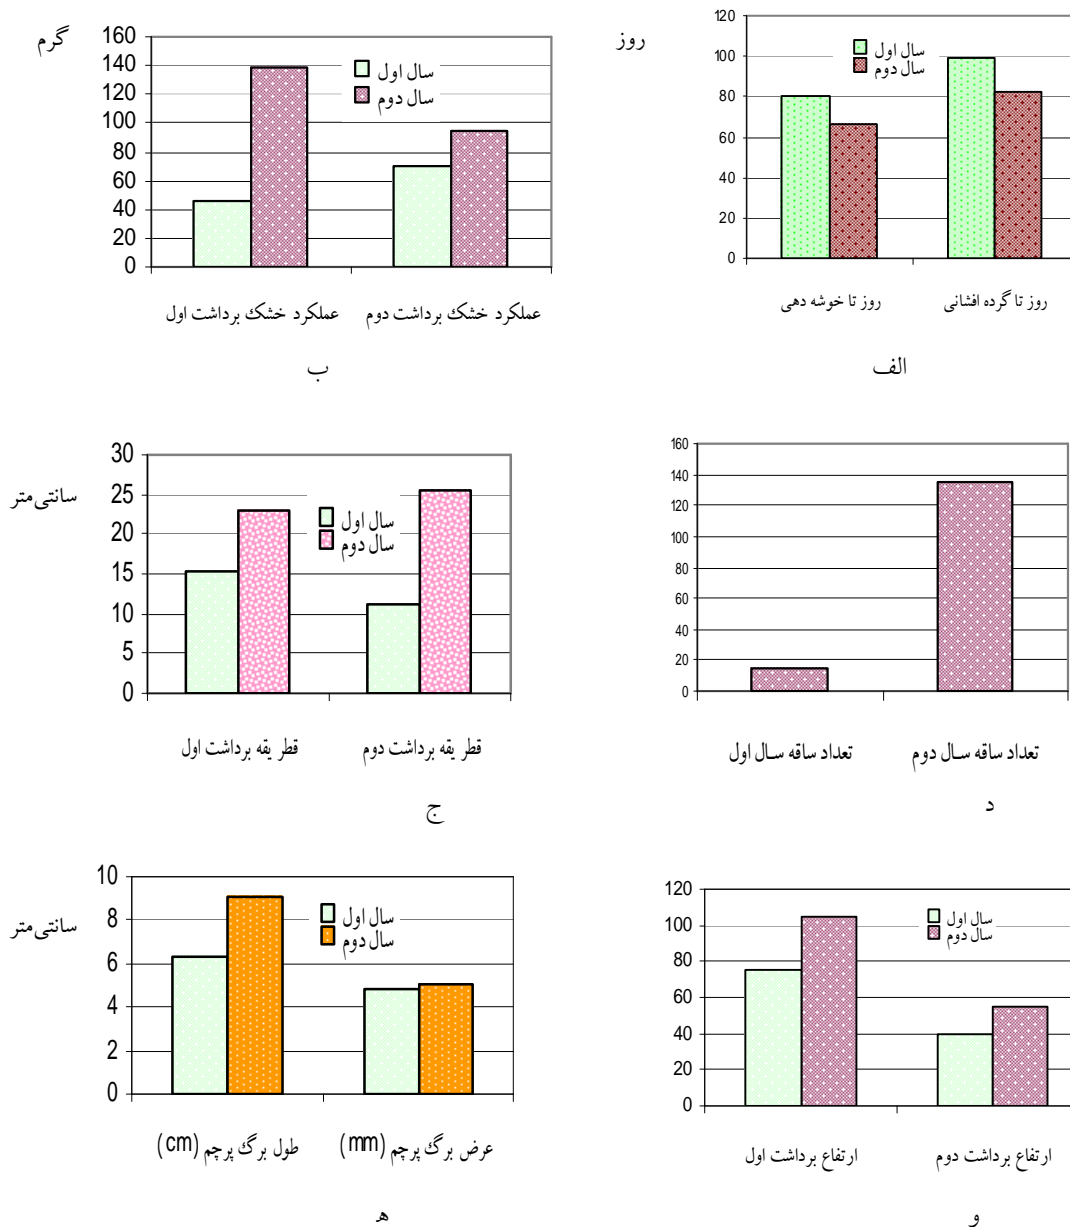 روز
120
100
80
60
40
20
0
سال اول
سال دوم
روز تا خوشه دهی
روز تا گرده افشانی
الف
گرم
160
140
120
100
80
60
40
20
0
سال اول
سال دوم
عملکرد خشک برداشت اول
عملکرد خشک برداشت دوم
ب
سانتی‌متر
30
25
20
15
10
5
0
سال اول
سال دوم
قطر یقه برداشت اول
قطر یقه برداشت دوم
ج
160
140
120
100
80
60
40
20
0
تعداد ساقه سال اول
تعداد ساقه سال دوم
د
سانتی‌متر
10
8
6
4
2
0
سال اول
سال دوم
طول برگ پرچم (cm)
عرض برگ پرچم (mm)
ه
120
100
80
60
40
20
0
سال اول
سال دوم
ارتفاع برداشت اول
ارتفاع برداشت دوم
و